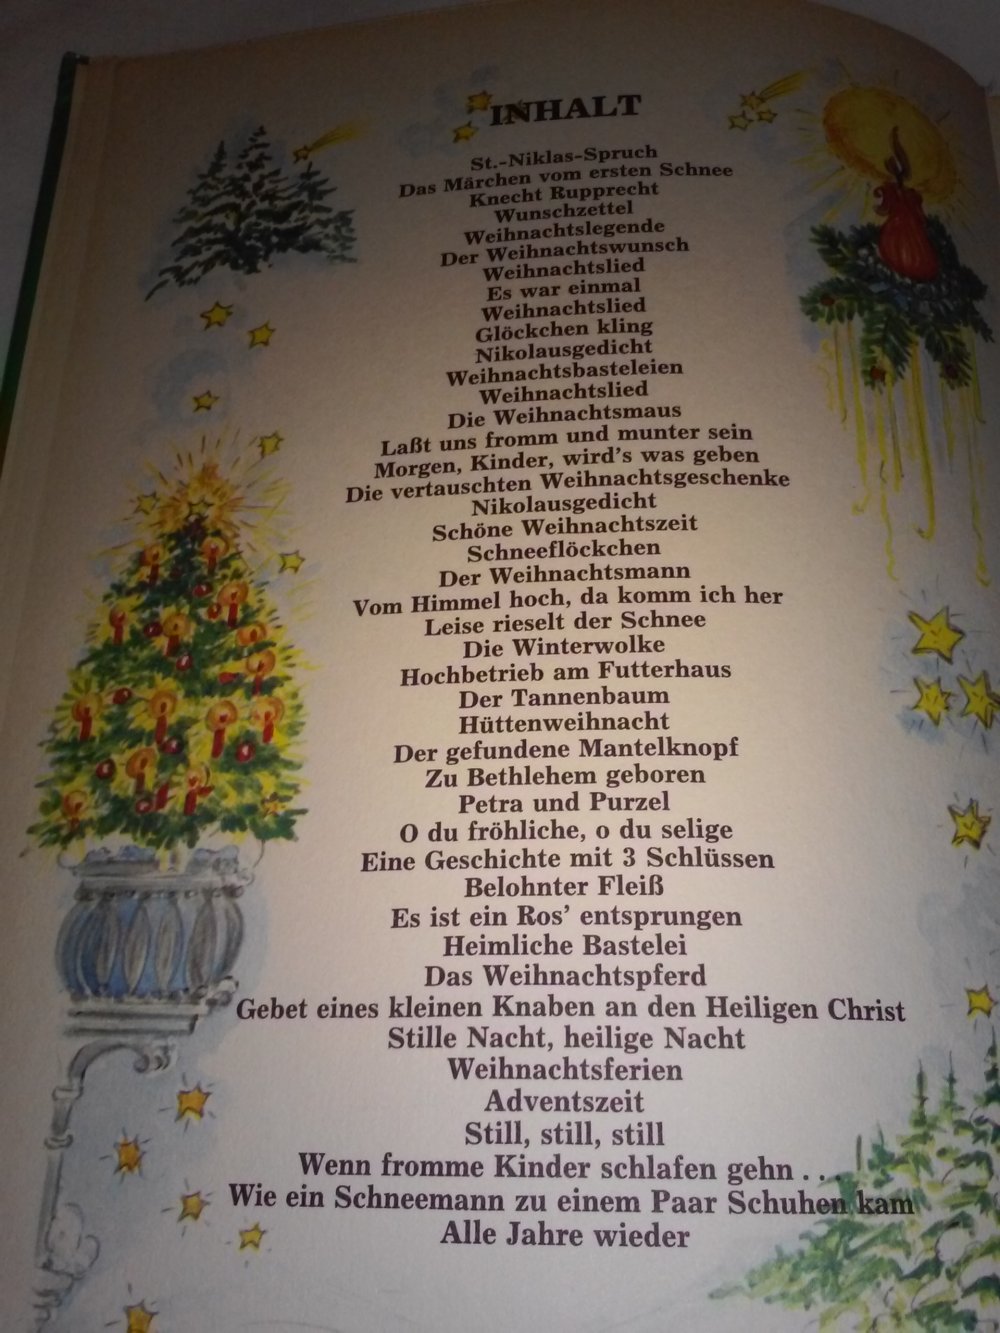 INHALT
St.-Niklas-Spruch
Das Märchen vom ersten Schnee
Knecht Rupprecht
Wunschzettel
Weihnachtslegende
Der Weihnachtswunsch
Weihnachtslied
Es war einmal
Weihnachtslied
Glöckchen kling
Nikolausgedicht
Weihnachtsbasteleien
Weihnachtslied
Die Weihnachtsmaus
Laßt uns fromm und munter sein
Morgen, Kinder, wird's was geben
Die vertauschten Weihnachtsgeschenke
Nikolausgedicht
Schöne Weihnachtszeit
Schneeflöckchen
Der Weihnachtsmann
Vom Himmel hoch, da komm ich her
Leise rieselt der Schnee
Die Winterwolke
Hochbetrieb am Futterhaus
Der Tannenbaum
Hüttenweihnacht
Der gefundene Mantelknopf
Zu Bethlehem geboren
Petra und Purzel
O du fröhliche, o du selige
Eine Geschichte mit 3 Schlüssen
Belohnter Fleiß
Es ist ein Ros' entsprungen
Heimliche Bastelei
Das Weihnachtspferd
Gebet eines kleinen Knaben an den Heiligen Christ
Stille Nacht, heilige Nacht
Weihnachtsferien
Adventszeit
Still, still, still
Wenn fromme Kinder schlafen gehn . . .
Wie ein Schneemann zu einem Paar Schuhen kam
Alle Jahre wieder